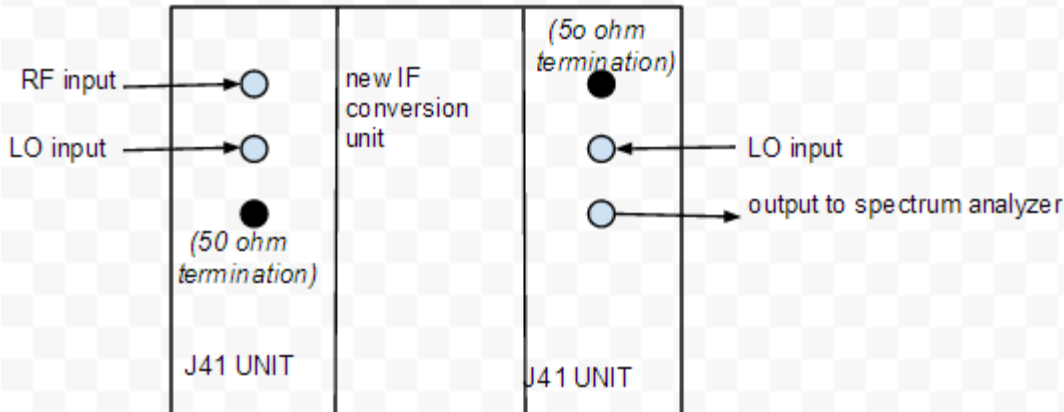 RF input
LO input
(50 ohm
termination)
J41 UNIT
new IF
conversion
unit
(5o ohm
termination)
LO input
output to spectrum analyzer
J41 UNIT